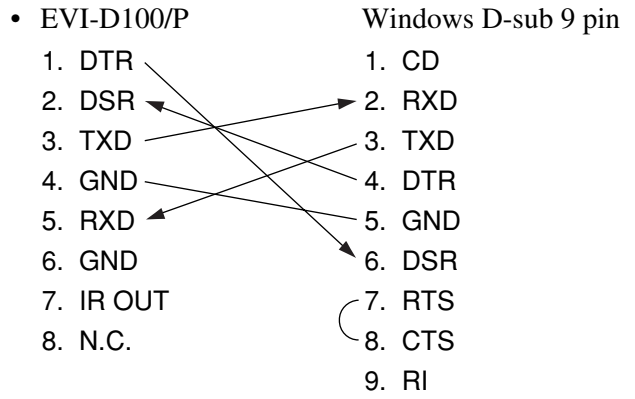 • EVI-D100/P Windows D-sub 9 pin
1. DTR 1. CD
2. DSR 2. RXD
3. TXD 3. TXD
4. GND 4. DTR
5. RXD 5. GND
6. GND 6. DSR
7. IR OUT 7. RTS
8. N.C. 8. CTS
9. RI